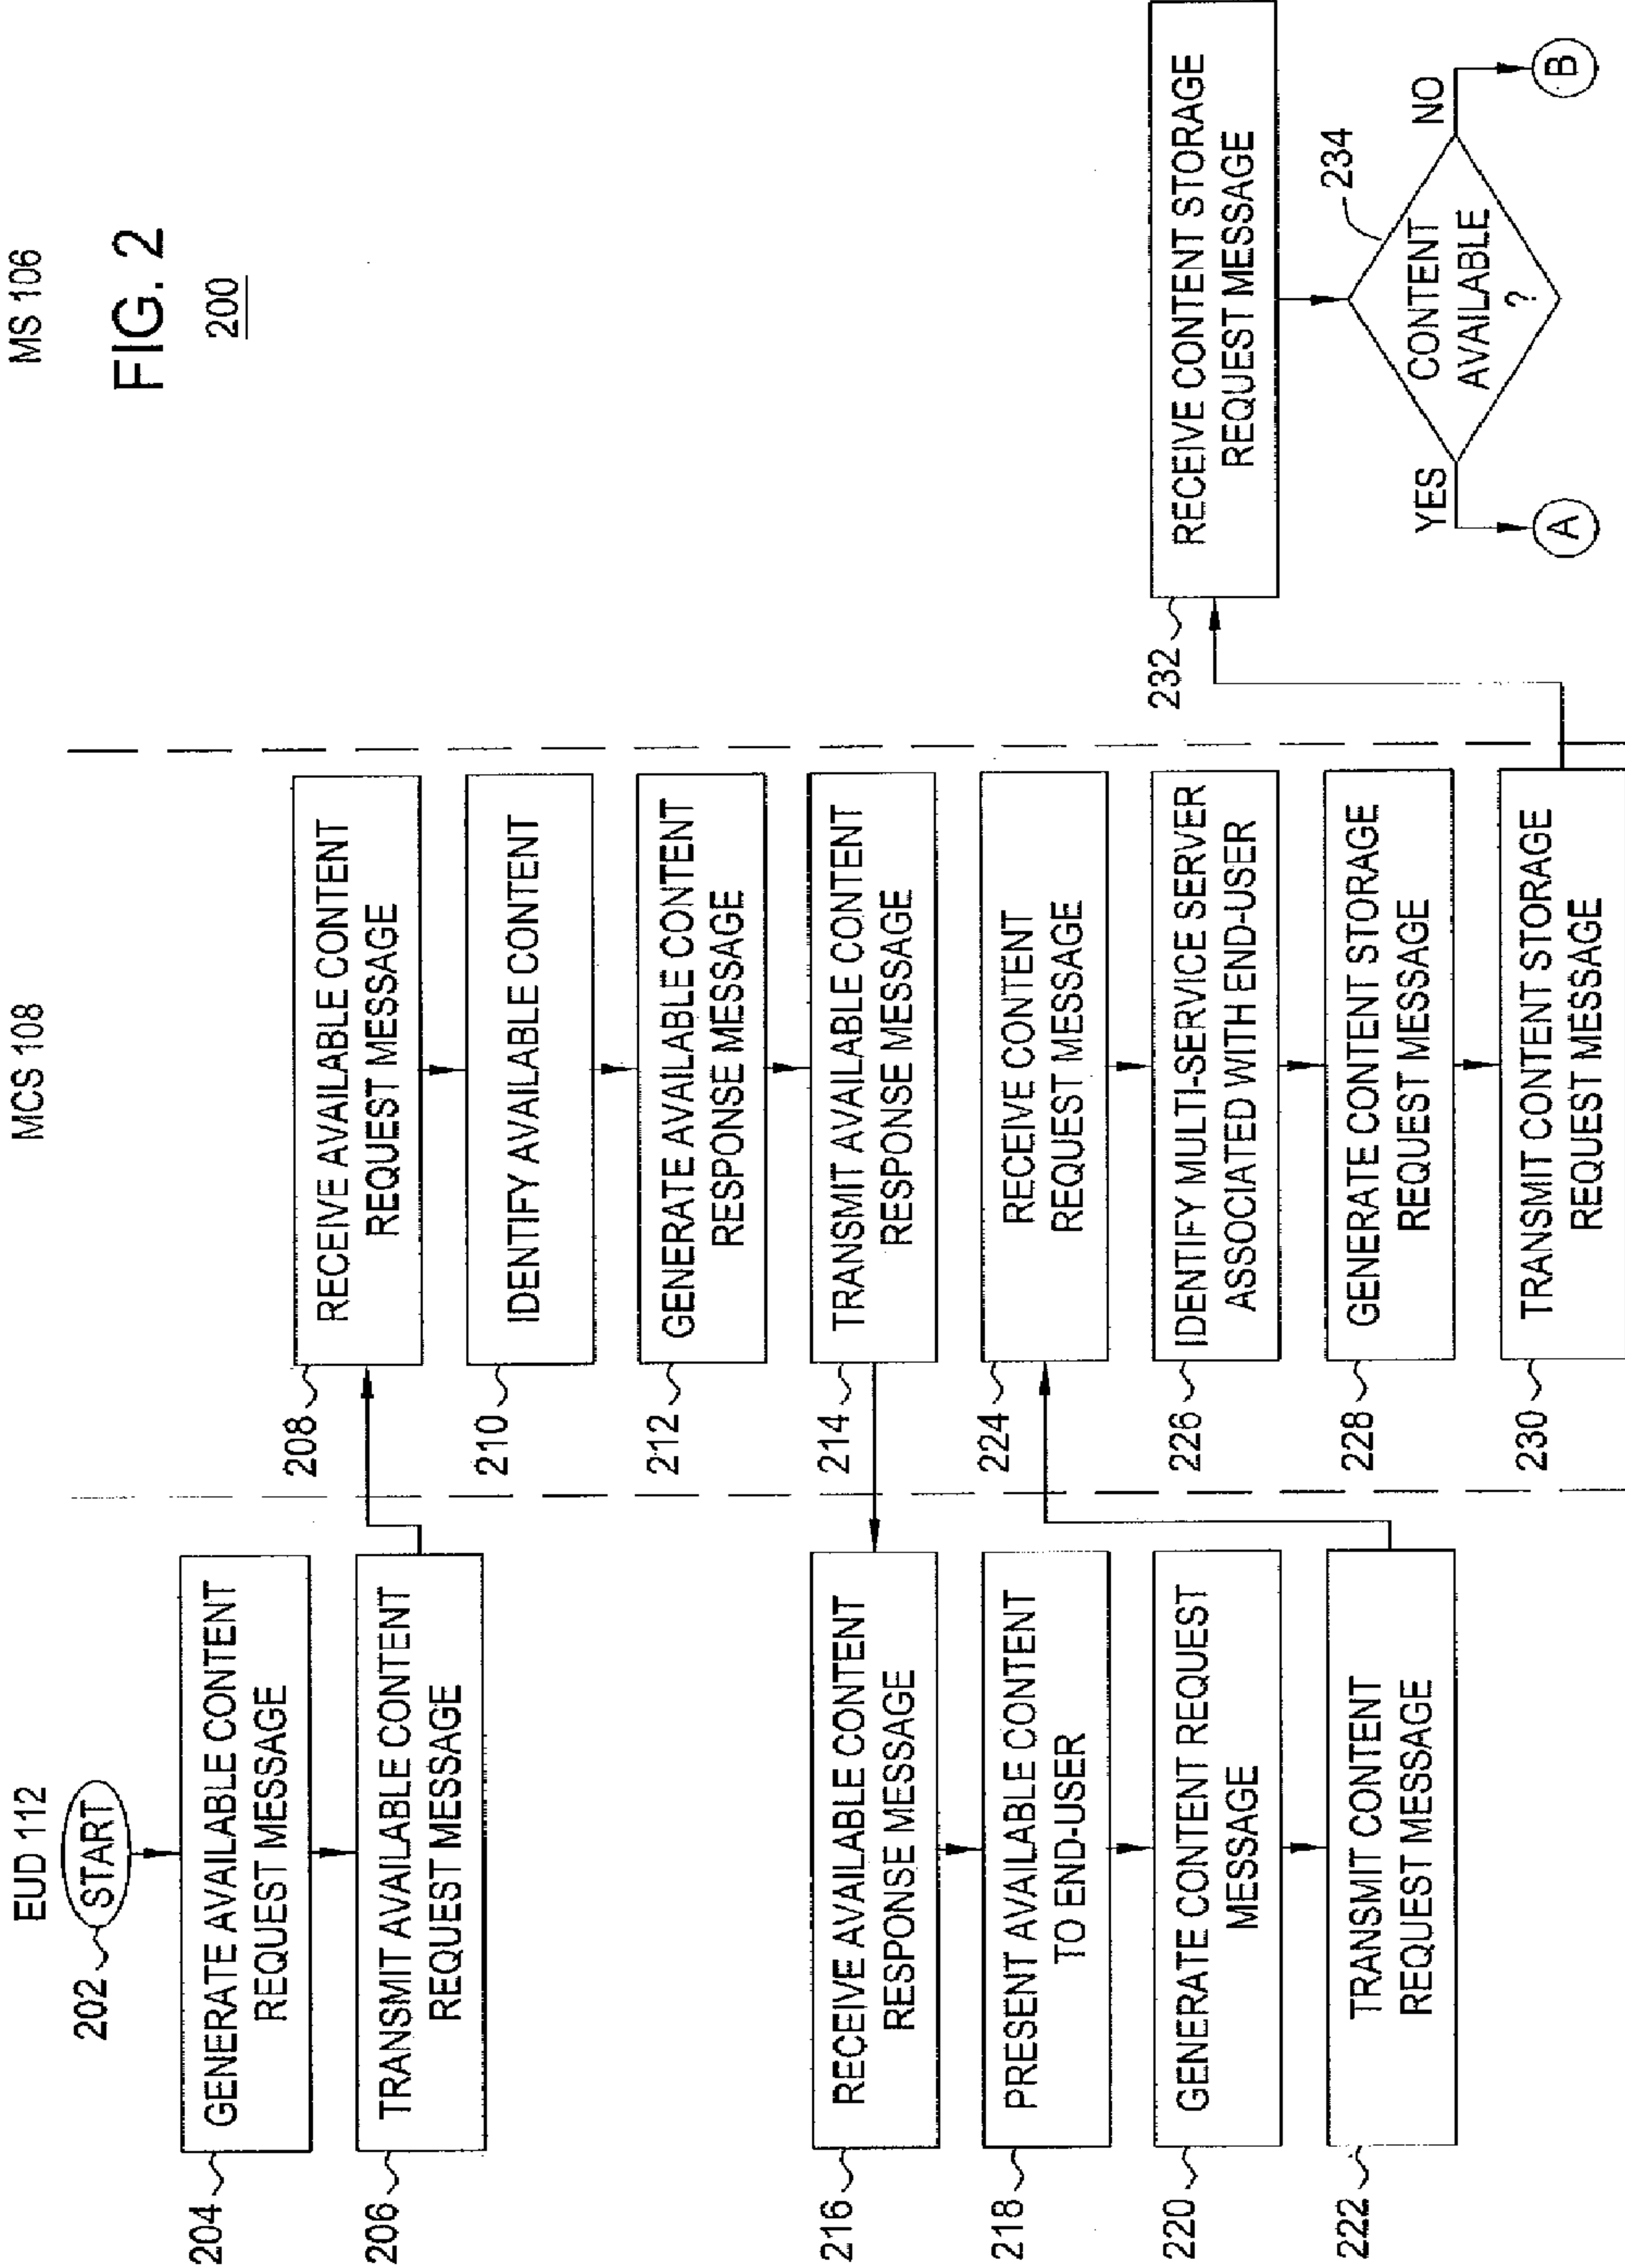 EUD 112
MCS 108
MS 106
FIG. 2
200
202
START
204
GENERATE AVAILABLE CONTENT
REQUEST MESSAGE
206
TRANSMIT AVAILABLE CONTENT
REQUEST MESSAGE
208
RECEIVE AVAILABLE CONTENT
REQUEST MESSAGE
210
IDENTIFY AVAILABLE CONTENT
212
GENERATE AVAILABLE CONTENT
RESPONSE MESSAGE
214
TRANSMIT AVAILABLE CONTENT
RESPONSE MESSAGE
216
RECEIVE AVAILABLE CONTENT
RESPONSE MESSAGE
218
PRESENT AVAILABLE CONTENT
TO END-USER
220
GENERATE CONTENT REQUEST
MESSAGE
222
TRANSMIT CONTENT
REQUEST MESSAGE
224
RECEIVE CONTENT
REQUEST MESSAGE
226
IDENTIFY MULTI-SERVICE SERVER
ASSOCIATED WITH END-USER
228
GENERATE CONTENT STORAGE
REQUEST MESSAGE
230
TRANSMIT CONTENT STORAGE
REQUEST MESSAGE
232
RECEIVE CONTENT STORAGE
REQUEST MESSAGE
234
CONTENT
AVAILABLE
?
YES
NO
A
B